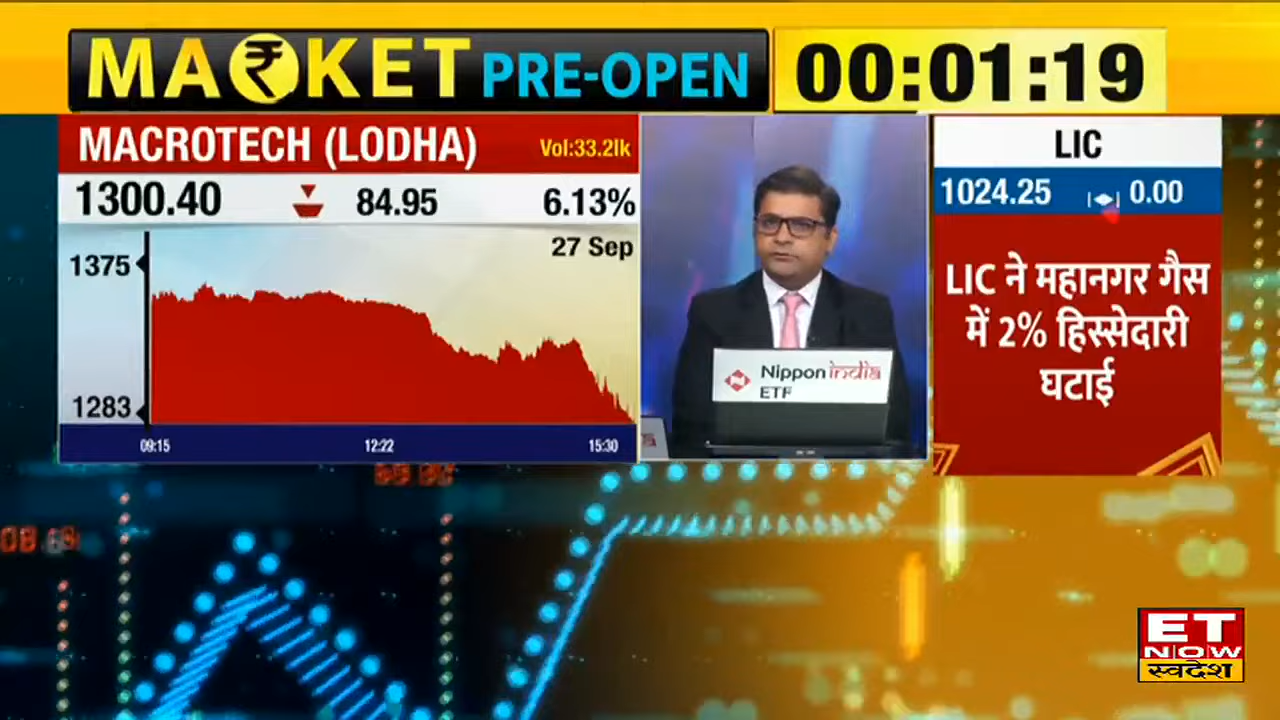 MARKET PRE-OPEN
00:01:19
MACROTECH (LODHA) Vol:33.2lk
1300.40 84.95 6.13%
27 Sep
1375
1283
09:15 12:22 15:30
Nippon india
ETF
LIC
1024.25 0.00
LIC ने महानगर गैस
में 2% हिस्सेदारी
घटाई
ET
NOW
स्वदेश